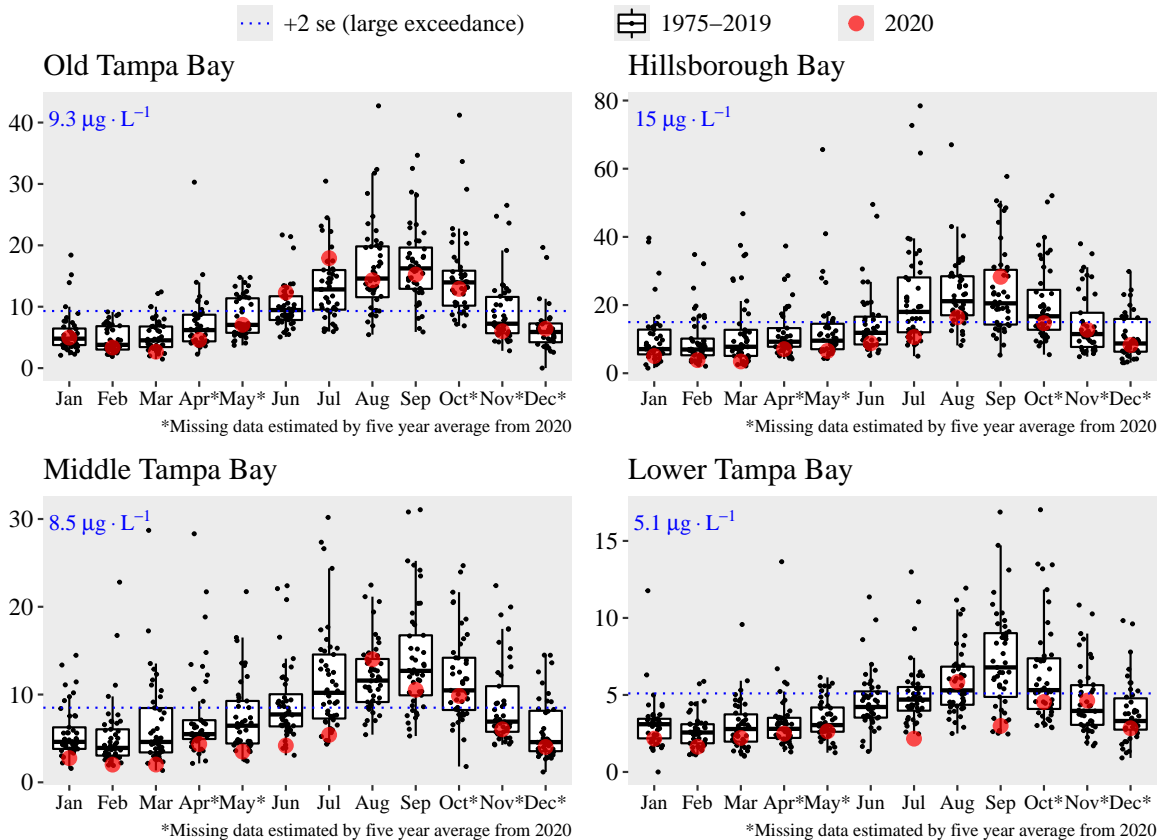 +2 se (large exceedance) 1975–2019 2020
Old Tampa Bay
9.3 μg · L⁻¹
40
30
20
10
0
Jan Feb Mar Apr* May* Jun Jul Aug Sep Oct* Nov* Dec*
*Missing data estimated by five year average from 2020
Hillsborough Bay
15 μg · L⁻¹
80
60
40
20
0
Jan Feb Mar Apr* May* Jun Jul Aug Sep Oct* Nov* Dec*
*Missing data estimated by five year average from 2020
Middle Tampa Bay
8.5 μg · L⁻¹
30
20
10
0
Jan Feb Mar Apr* May* Jun Jul Aug Sep Oct* Nov* Dec*
*Missing data estimated by five year average from 2020
Lower Tampa Bay
5.1 μg · L⁻¹
15
10
5
0
Jan Feb Mar Apr* May* Jun Jul Aug Sep Oct* Nov* Dec*
*Missing data estimated by five year average from 2020